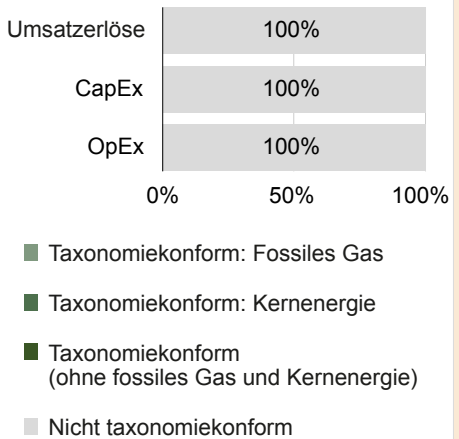 Umsatzerlöse 100%
CapEx 100%
OpEx 100%
0% 50% 100%
Taxonomiekonform: Fossiles Gas
Taxonomiekonform: Kernenergie
Taxonomiekonform
(ohne fossiles Gas und Kernenergie)
Nicht taxonomiekonform